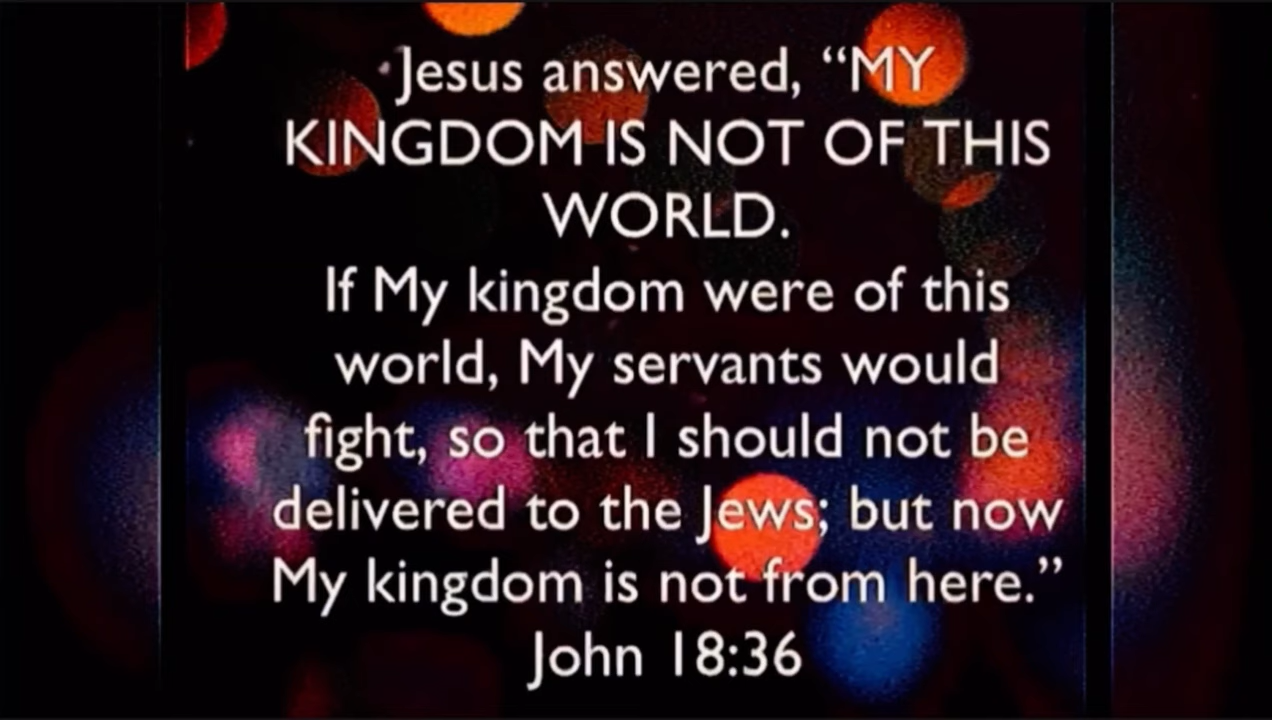 Jesus answered, “MY
KINGDOM IS NOT OF THIS
WORLD.
If My kingdom were of this
world, My servants would
fight, so that I should not be
delivered to the Jews; but now
My kingdom is not from here.”
John 18:36